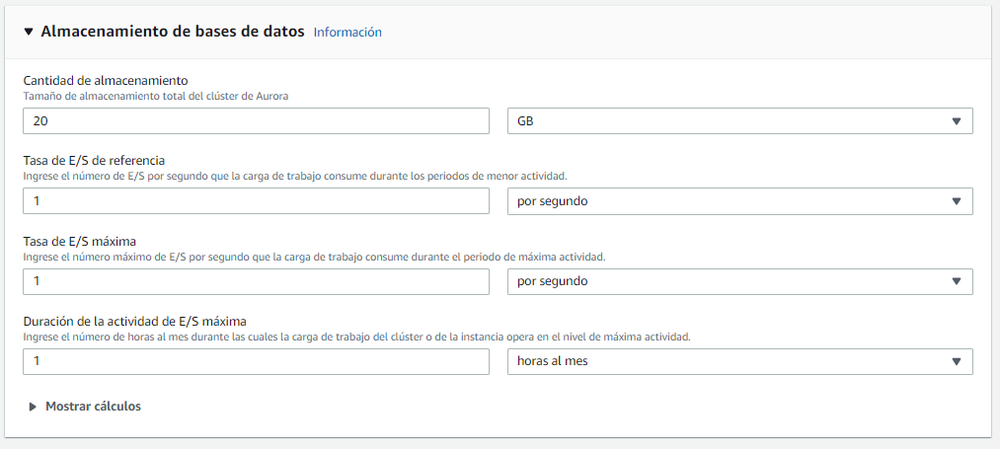 Almacenamiento de bases de datos Información
Cantidad de almacenamiento
Tamaño de almacenamiento total del clúster de Aurora
20 GB
Tasa de E/S de referencia
Ingrese el número de E/S por segundo que la carga de trabajo consume durante los periodos de menor actividad.
1 por segundo
Tasa de E/S máxima
Ingrese el número máximo de E/S por segundo que la carga de trabajo consume durante el periodo de máxima actividad.
1 por segundo
Duración de la actividad de E/S máxima
Ingrese el número de horas al mes durante las cuales la carga de trabajo del clúster o de la instancia opera en el nivel de máxima actividad.
1 horas al mes
Mostrar cálculos